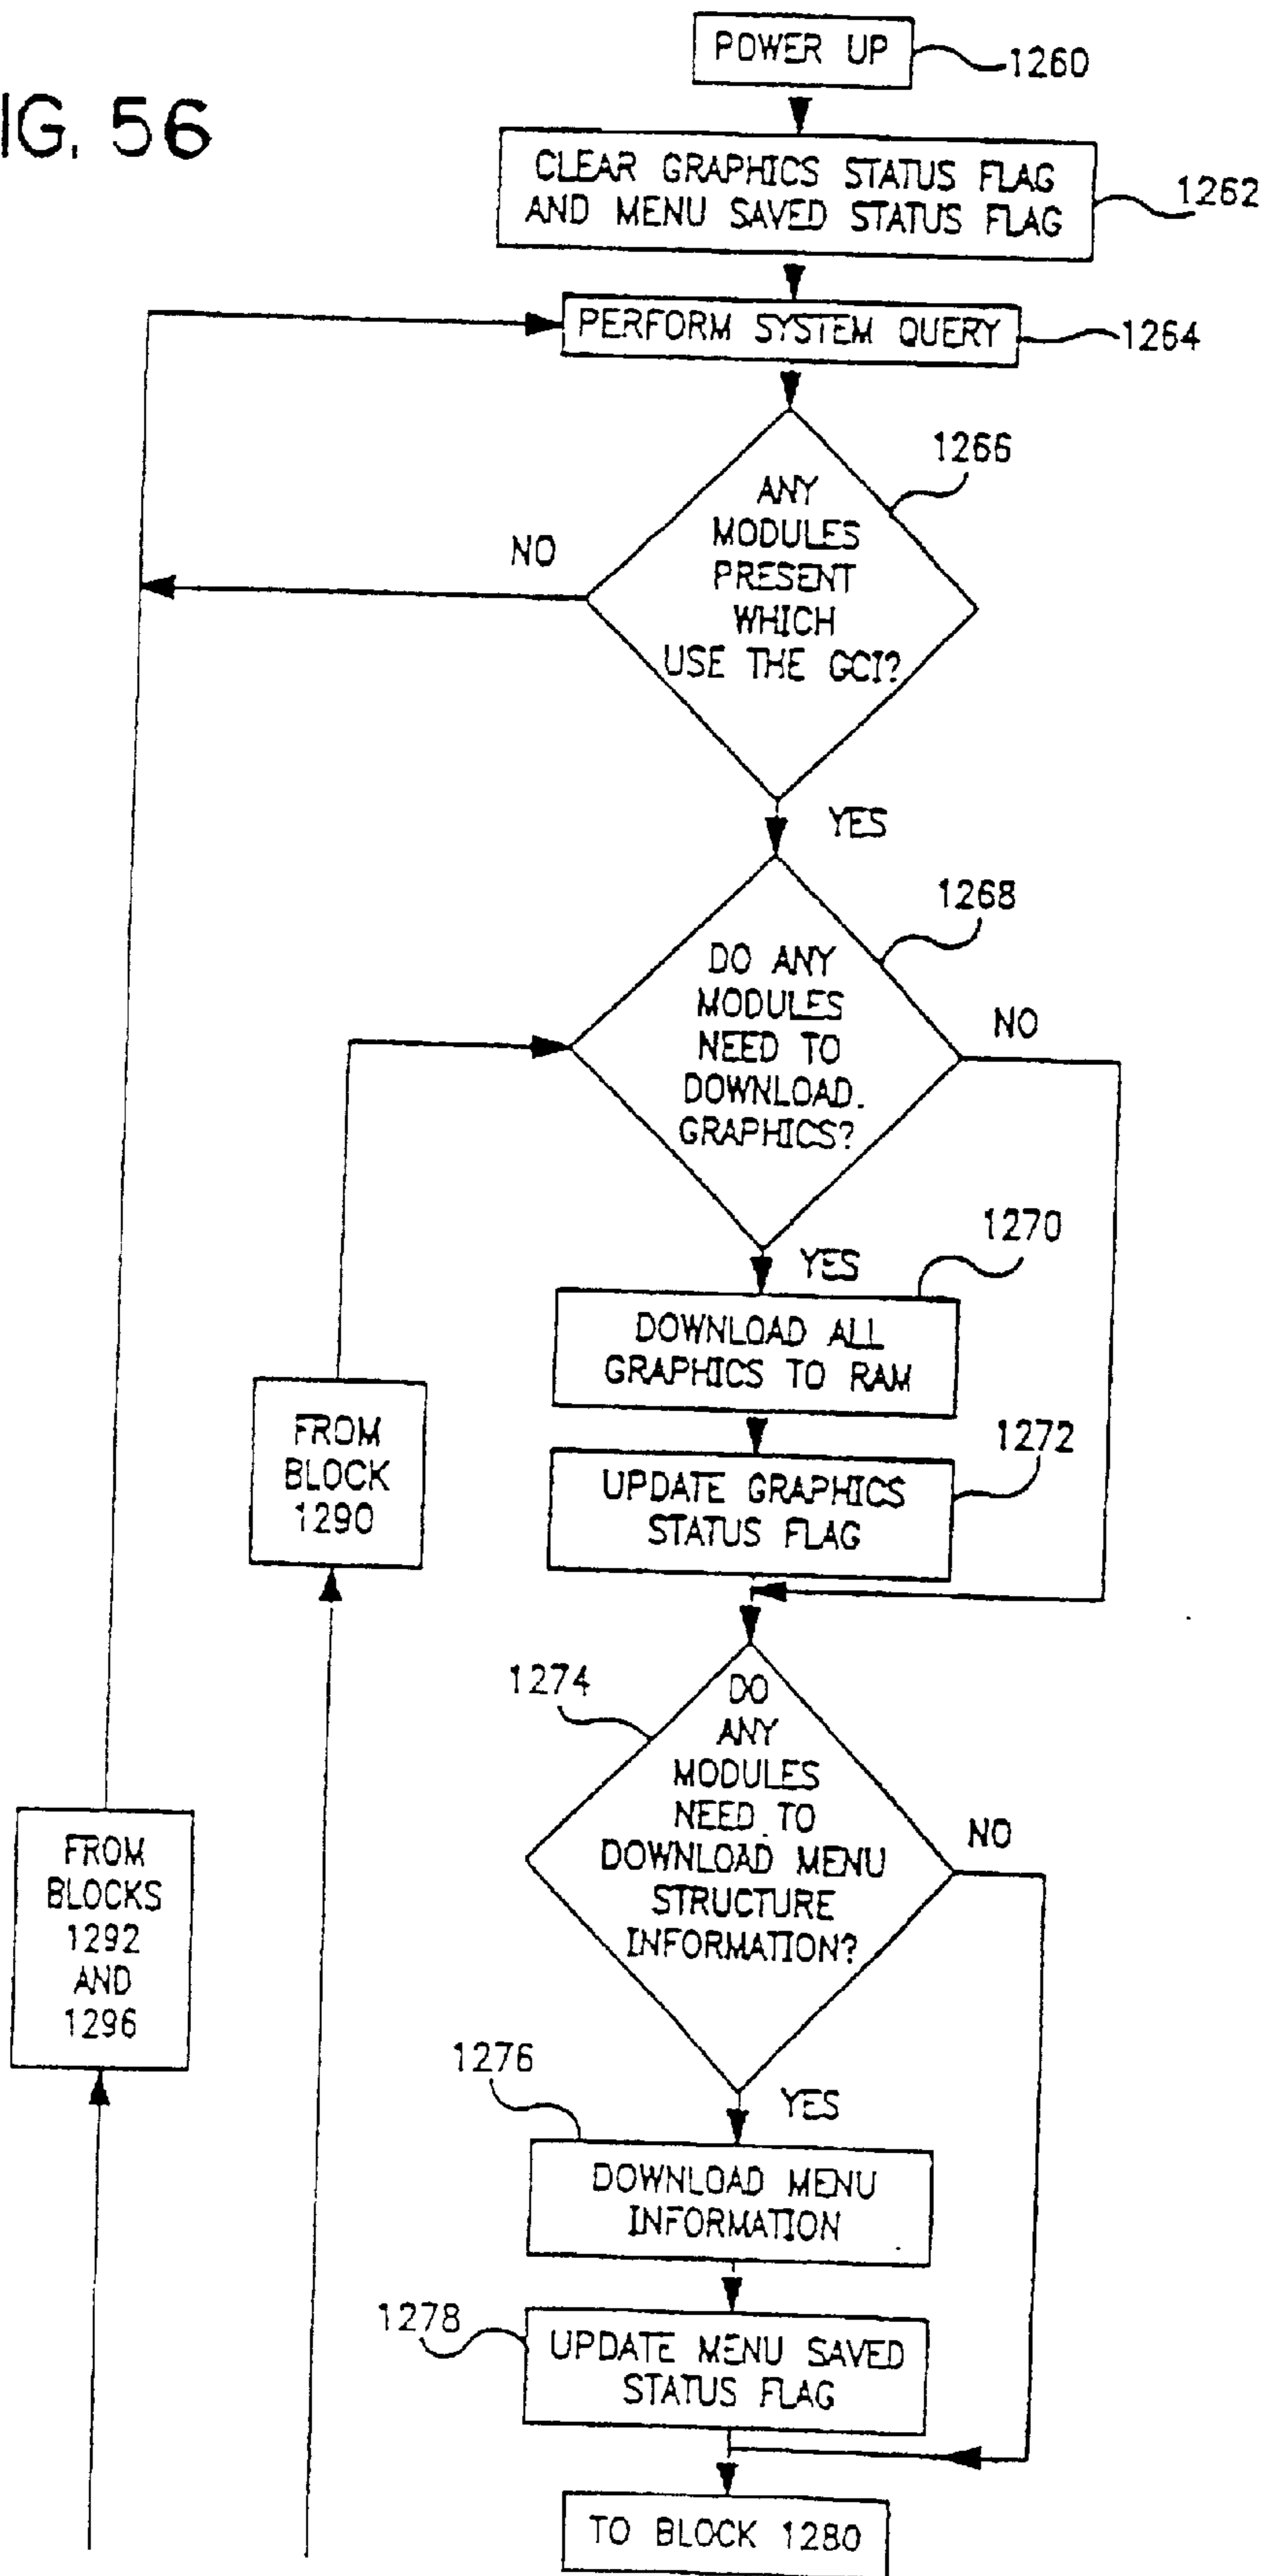 IG. 56
POWER UP
1260
CLEAR GRAPHICS STATUS FLAG
AND MENU SAVED STATUS FLAG
1262
PERFORM SYSTEM QUERY
1264
1266
ANY
MODULES
PRESENT
WHICH
USE THE GCI?
NO
YES
1268
DO ANY
MODULES
NEED TO
DOWNLOAD
GRAPHICS?
NO
YES
1270
DOWNLOAD ALL
GRAPHICS TO RAM
1272
UPDATE GRAPHICS
STATUS FLAG
FROM
BLOCK
1290
1274
DO
ANY
MODULES
NEED TO
DOWNLOAD MENU
STRUCTURE
INFORMATION?
NO
YES
FROM
BLOCKS
1292
AND
1296
1276
DOWNLOAD MENU
INFORMATION
1278
UPDATE MENU SAVED
STATUS FLAG
TO BLOCK 1280